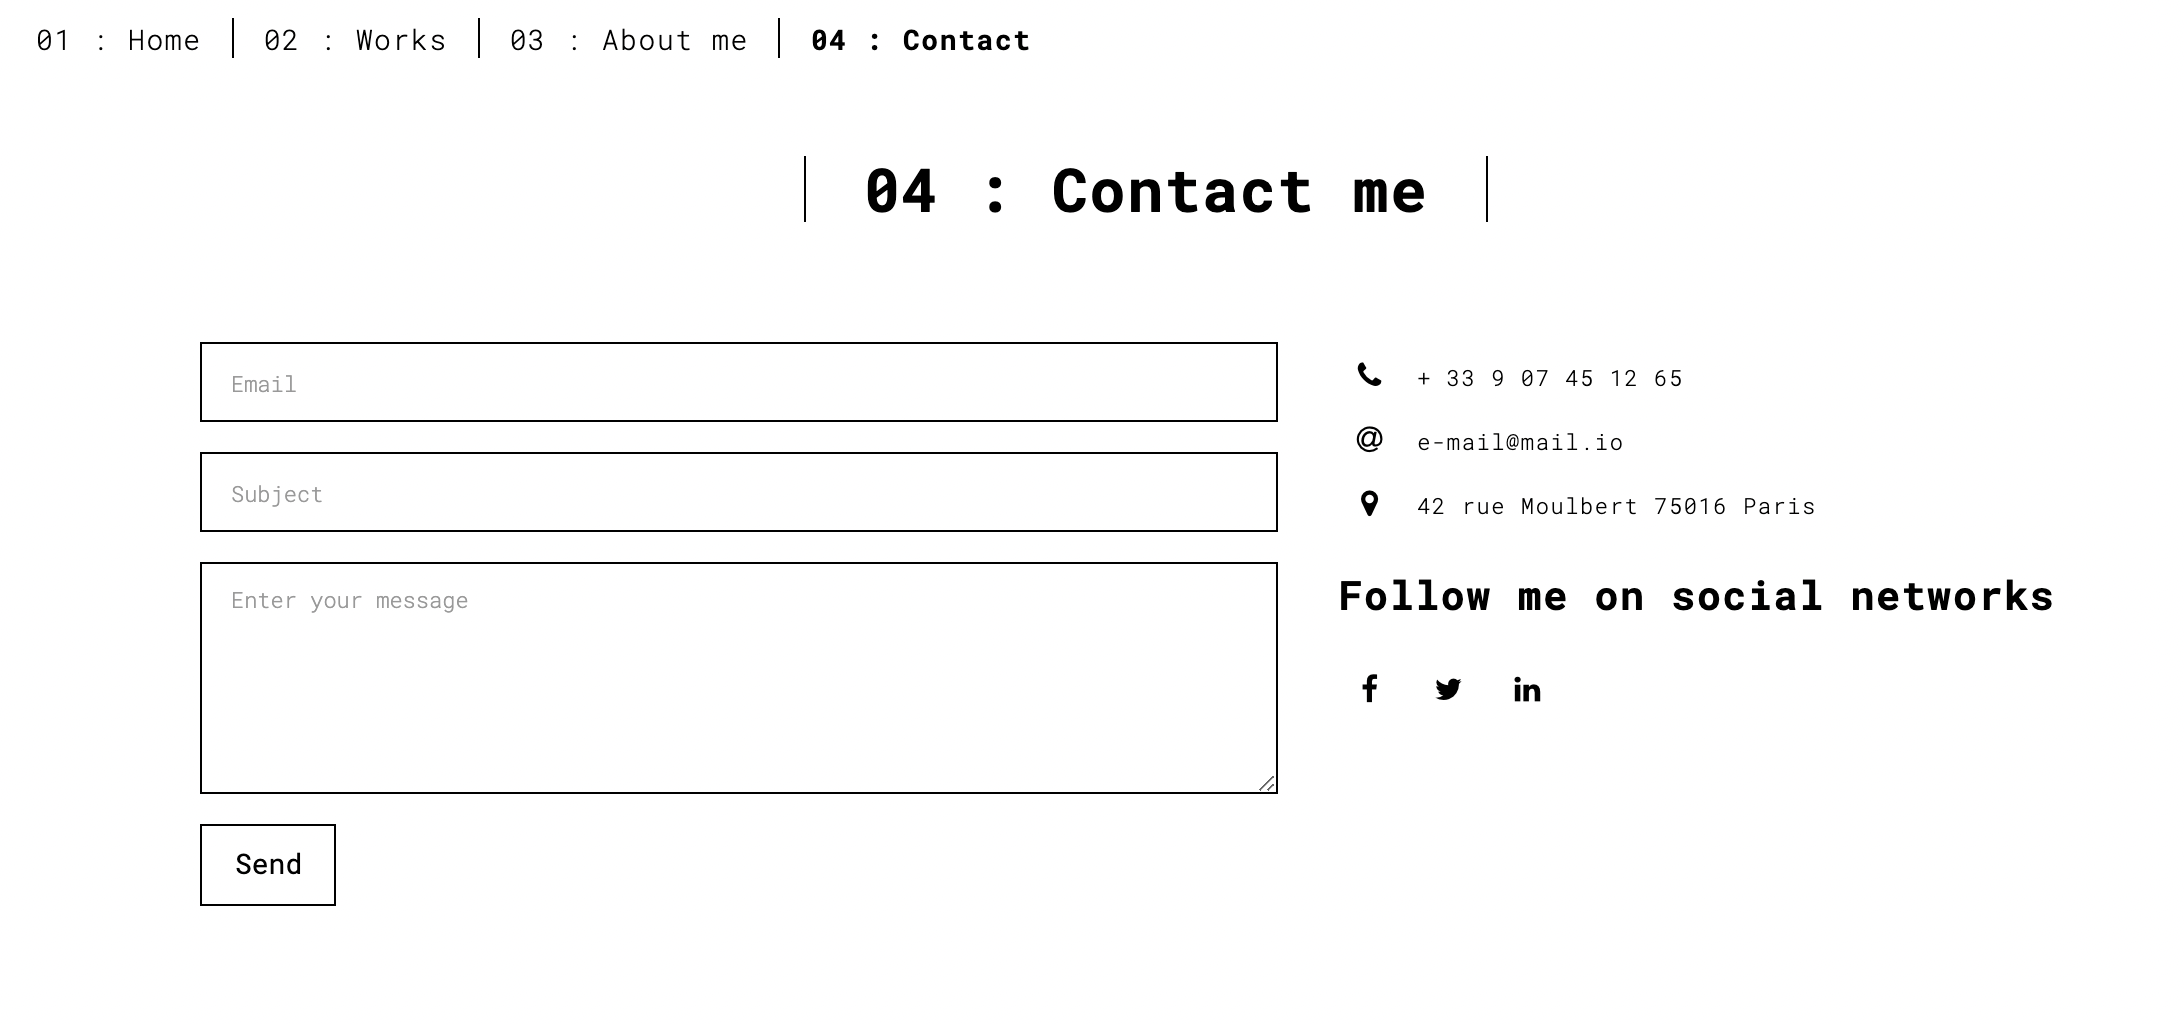 01 : Home 02 : Works 03 : About me 04 : Contact
04 : Contact me
Email
Subject
Enter your message
Send
+ 33 9 07 45 12 65
@ e-mail@mail.io
42 rue Moulbert 75016 Paris
Follow me on social networks
f in